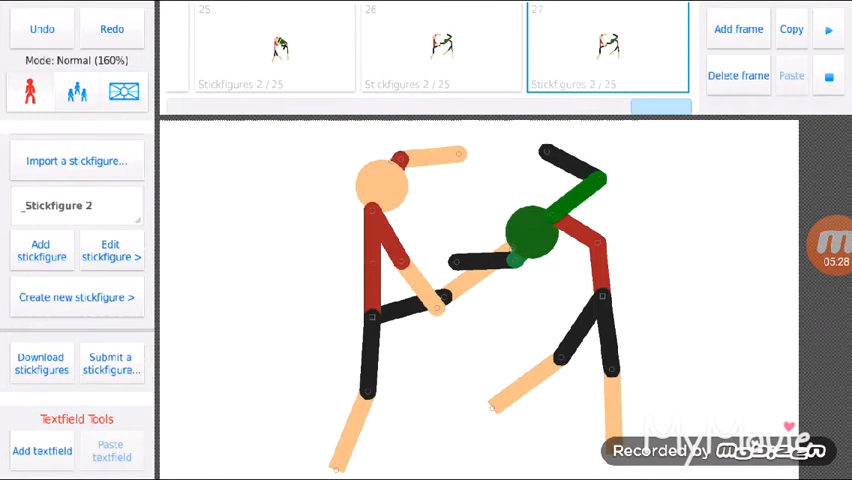 Undo
Redo
Mode: Normal (160%)
Import a stickfigure...
_Stickfigure 2
Add stickfigure
Edit stickfigure >
Create new stickfigure >
Download stickfigures
Submit a stickfigure...
Textfield Tools
Add textfield
Paste textfield
25
Stickfigures 2 / 25
26
Stickfigures 2 / 25
27
Stickfigures 2 / 25
Add frame
Copy
Delete frame
Paste
05:28
MyMovie
Recorded by mobizen